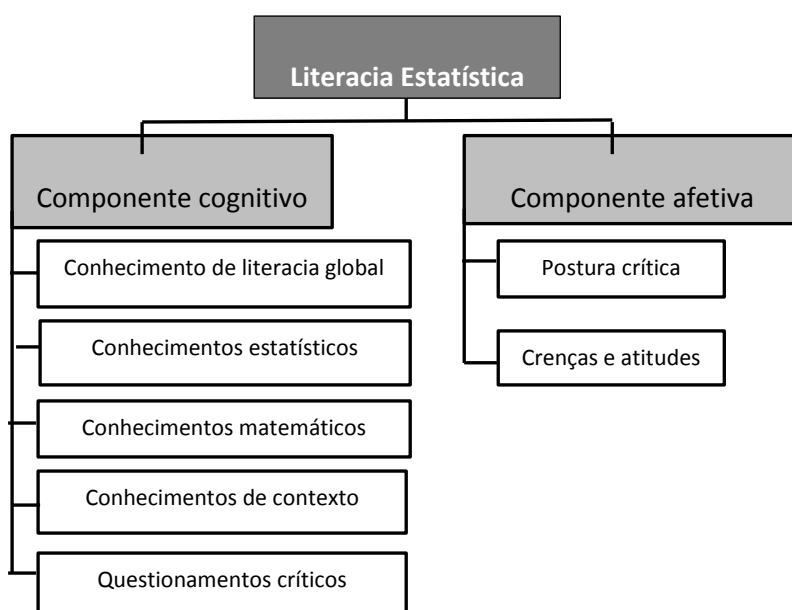 Literacia Estatística
Componente cognitivo
Conhecimento de literacia global
Conhecimentos estatísticos
Conhecimentos matemáticos
Conhecimentos de contexto
Questionamentos críticos
Componente afetiva
Postura crítica
Crenças e atitudes